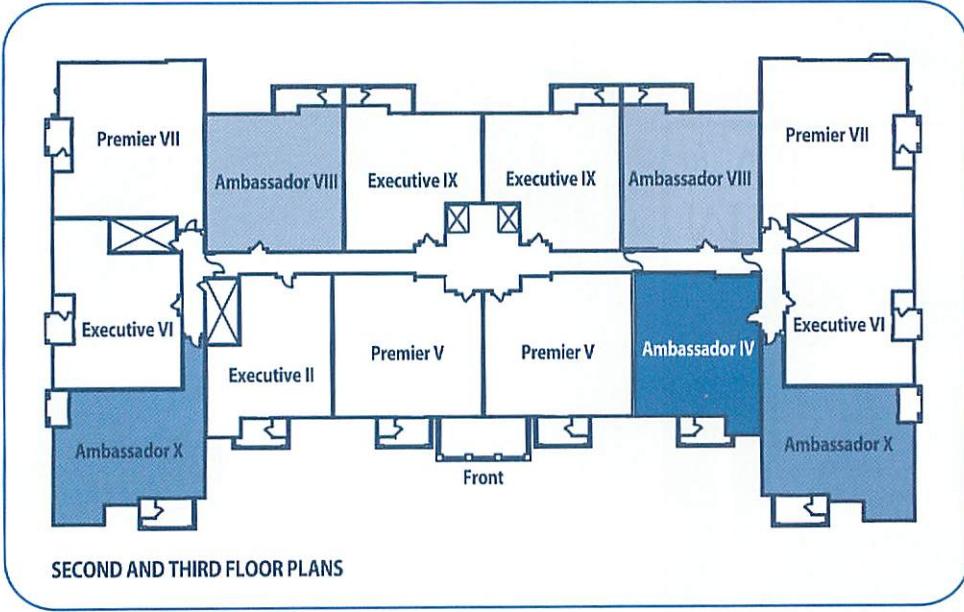 Premier VII
Premier VII
Ambassador VIII
Executive IX
Executive IX
Ambassador VIII
Executive VI
Executive II
Premier V
Premier V
Ambassador IV
Executive VI
Ambassador X
Ambassador X
Front
SECOND AND THIRD FLOOR PLANS